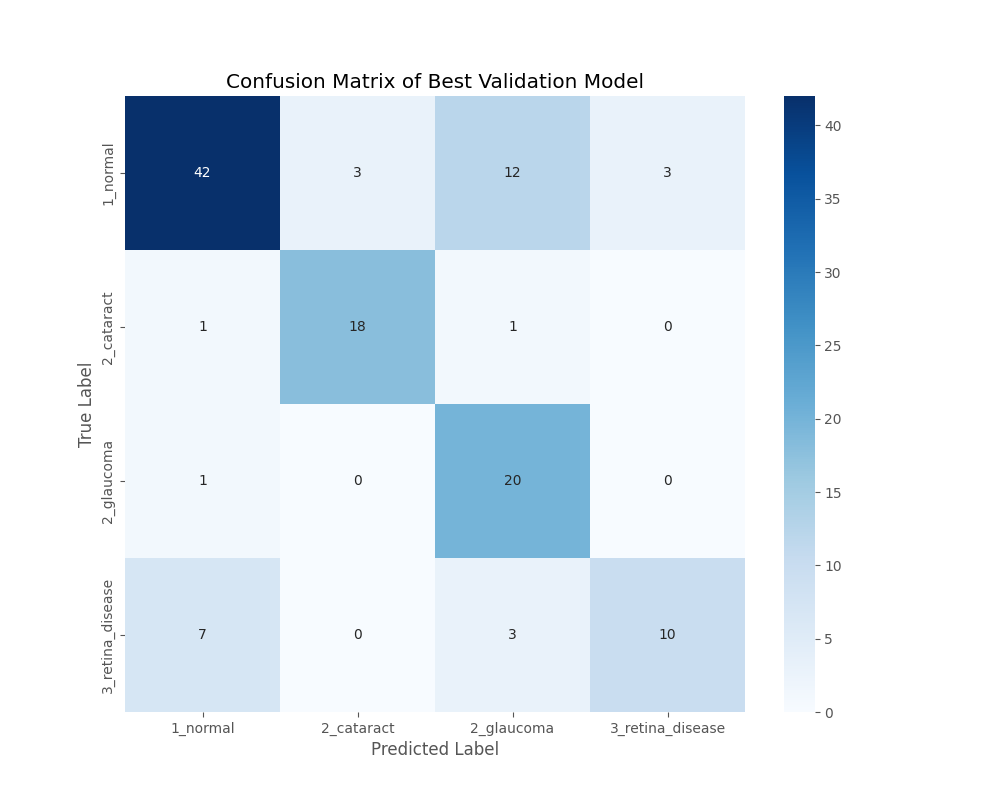 Confusion Matrix of Best Validation Model
True Label
1_normal
42 3 12 3
2_cataract
1 18 1 0
2_glaucoma
1 0 20 0
3_retina_disease
7 0 3 10
1_normal 2_cataract 2_glaucoma 3_retina_disease
Predicted Label
40
35
30
25
20
15
10
5
0